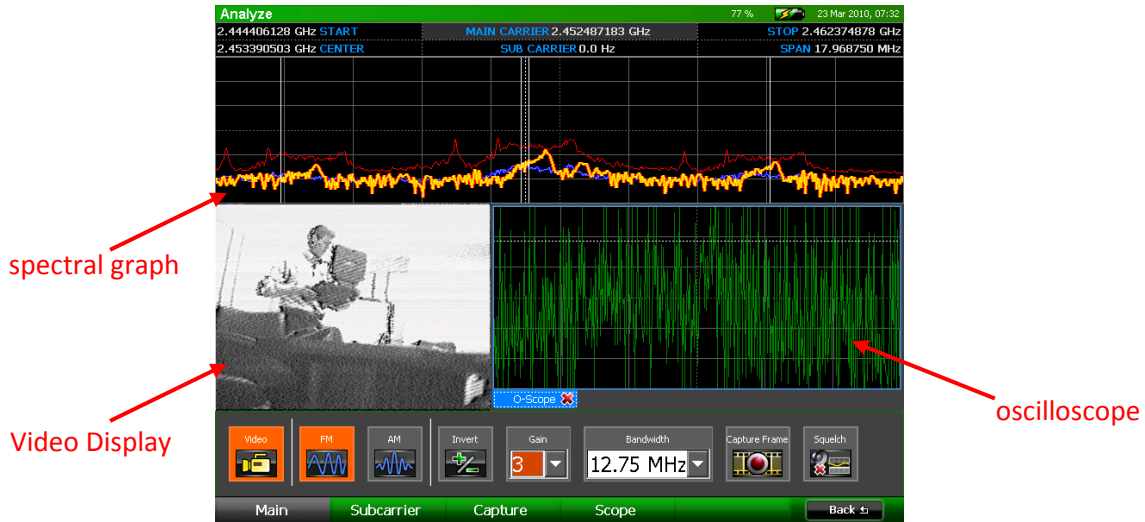 Analyze 77 % 23 Mar 2010, 07:32
2.444406128 GHz START MAIN CARRIER 2.452487183 GHz STOP 2.462374878 GHz
2.453390503 GHz CENTER SUB CARRIER 0.0 Hz SPAN 17.968750 MHz
spectral graph
O-Scope
oscilloscope
Video Display
Video FM AM Invert Gain Bandwidth Capture Frame Squelch
3 12.75 MHz
Main Subcarrier Capture Scope Back